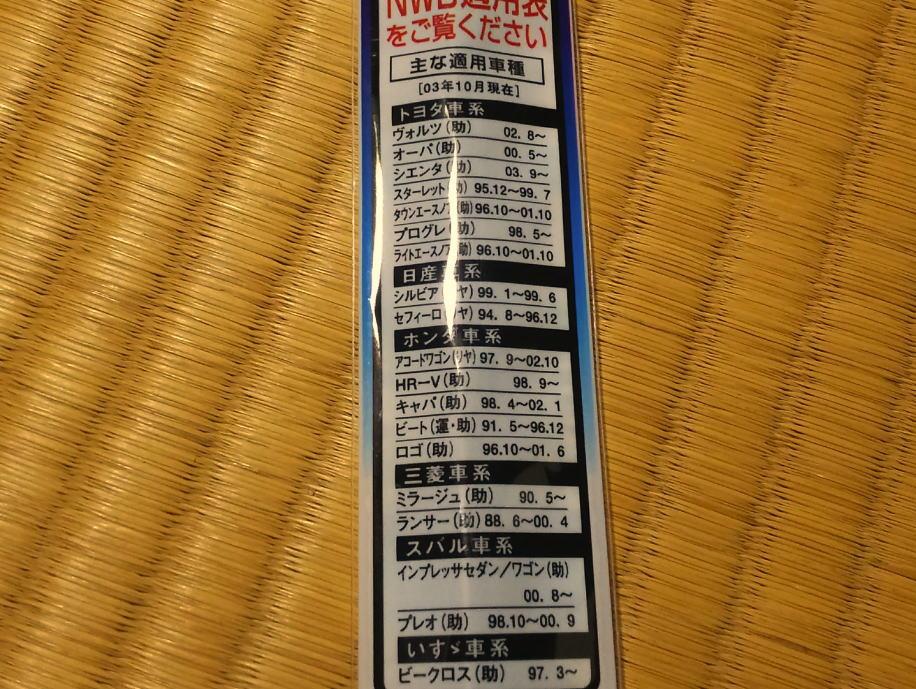 NWB適用表
をご覧ください
主な適用車種
[03年10月現在]
トヨタ車系
ヴォルツ(助) 02. 8〜
オーパ(助) 00. 5〜
シエンタ(助) 03. 9〜
スターレット(助) 95.12〜99. 7
タウンエースノア(助) 96.10〜01.10
プログレ(助) 98. 5〜
ライトエースノア(助) 96.10〜01.10
日産車系
シルビア(リヤ) 99. 1〜99. 6
セフィーロ(リヤ) 94. 8〜96.12
ホンダ車系
アコードワゴン(リヤ) 97. 9〜02.10
HR-V(助) 98. 9〜
キャパ(助) 98. 4〜02. 1
ビート(運・助) 91. 5〜96.12
ロゴ(助) 96.10〜01. 6
三菱車系
ミラージュ(助) 90. 5〜
ランサー(助) 88. 6〜00. 4
スバル車系
インプレッサセダン/ワゴン(助)
00. 8〜
プレオ(助) 98.10〜00. 9
いすゞ車系
ビークロス(助) 97. 3〜